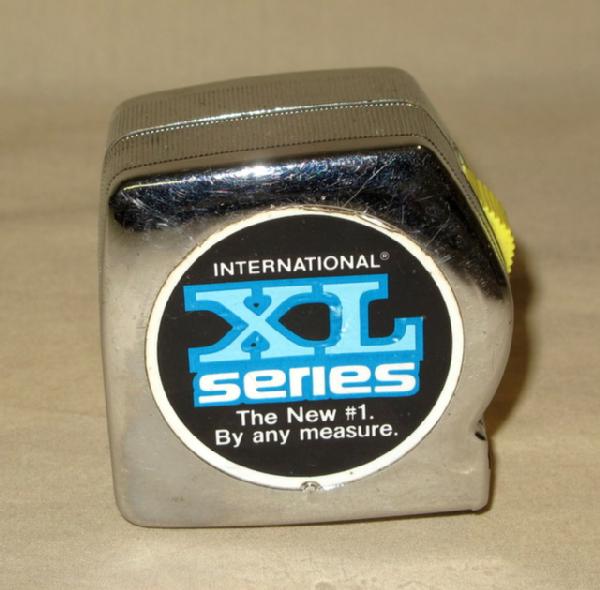 INTERNATIONAL®
XL
series
The New #1.
By any measure.